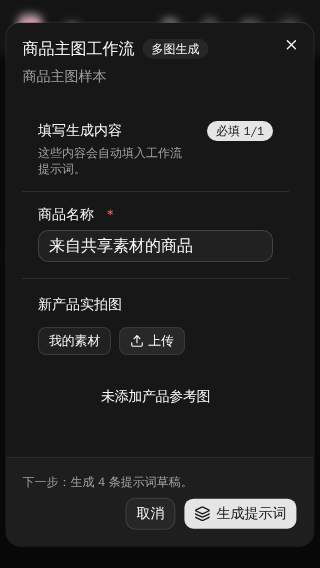 商品主图工作流 多图生成
商品主图样本
填写生成内容 必填 1/1
这些内容会自动填入工作流
提示词。
商品名称 *
来自共享素材的商品
新产品实拍图
我的素材 上传
未添加产品参考图
下一步：生成 4 条提示词草稿。
取消 生成提示词